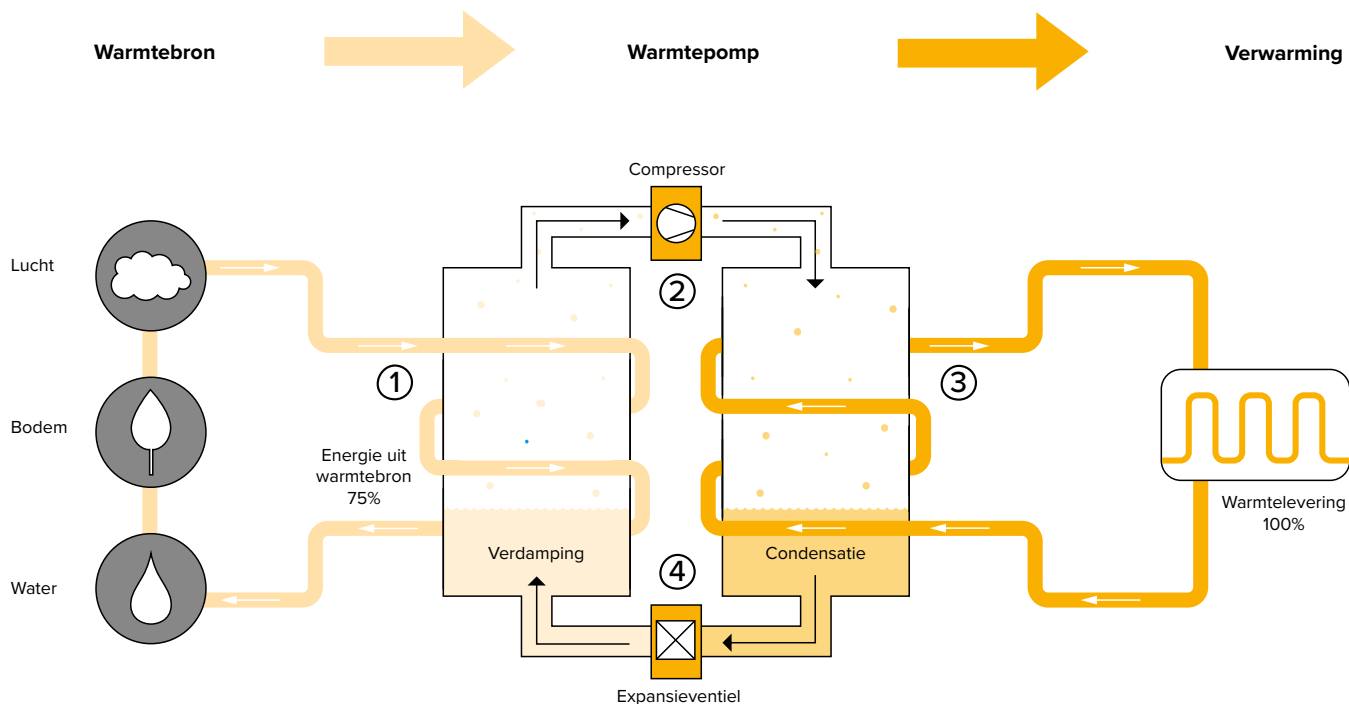 Warmtebron
Warmtepomp
Verwarming
Compressor
Lucht
2
1
3
Bodem
Energie uit
warmtebron
75%
Warmtelevering
100%
Verdamping
Condensatie
4
Water
Expansieventiel